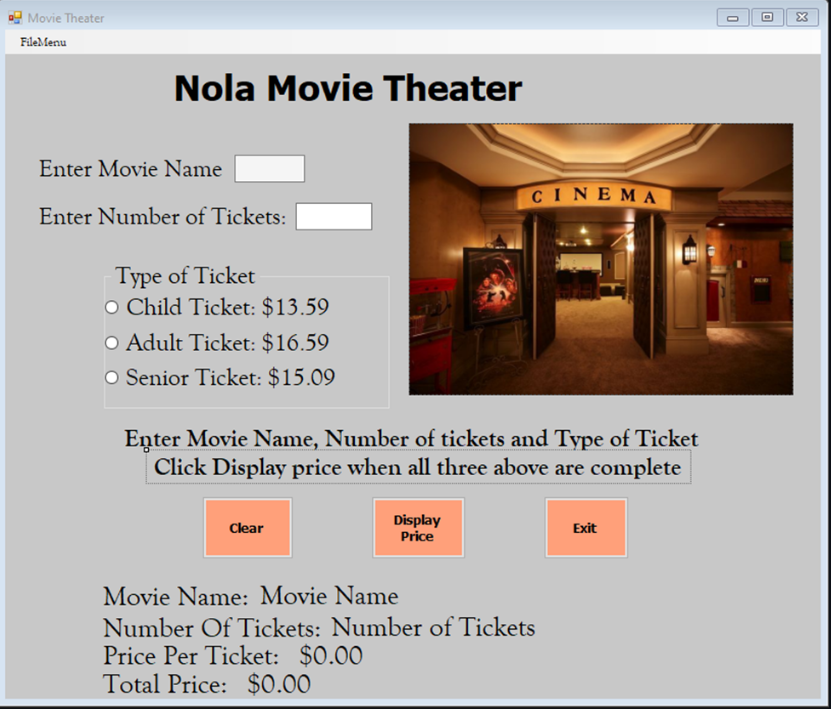 Movie Theater
FileMenu
Nola Movie Theater
Enter Movie Name
Enter Number of Tickets:
CINEMA
Type of Ticket
Child Ticket: $13.59
Adult Ticket: $16.59
Senior Ticket: $15.09
Enter Movie Name, Number of tickets and Type of Ticket
Click Display price when all three above are complete
Clear
Display
Price
Exit
Movie Name: Movie Name
Number Of Tickets: Number of Tickets
Price Per Ticket: $0.00
Total Price: $0.00